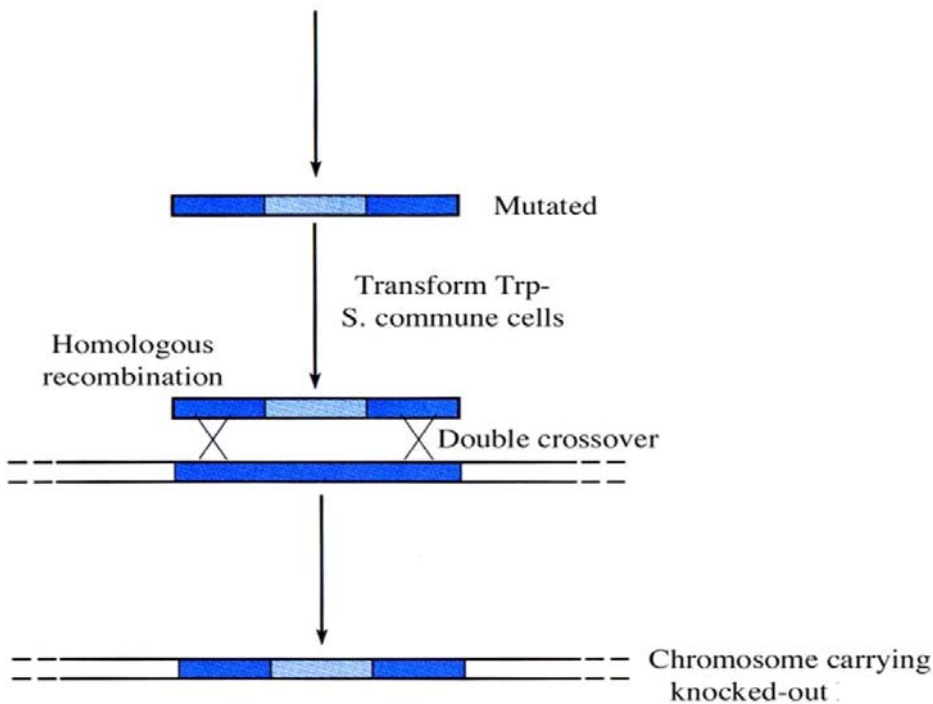 Mutated
Transform Trp-
S. commune cells
Homologous
recombination
Double crossover
Chromosome carrying
knocked-out